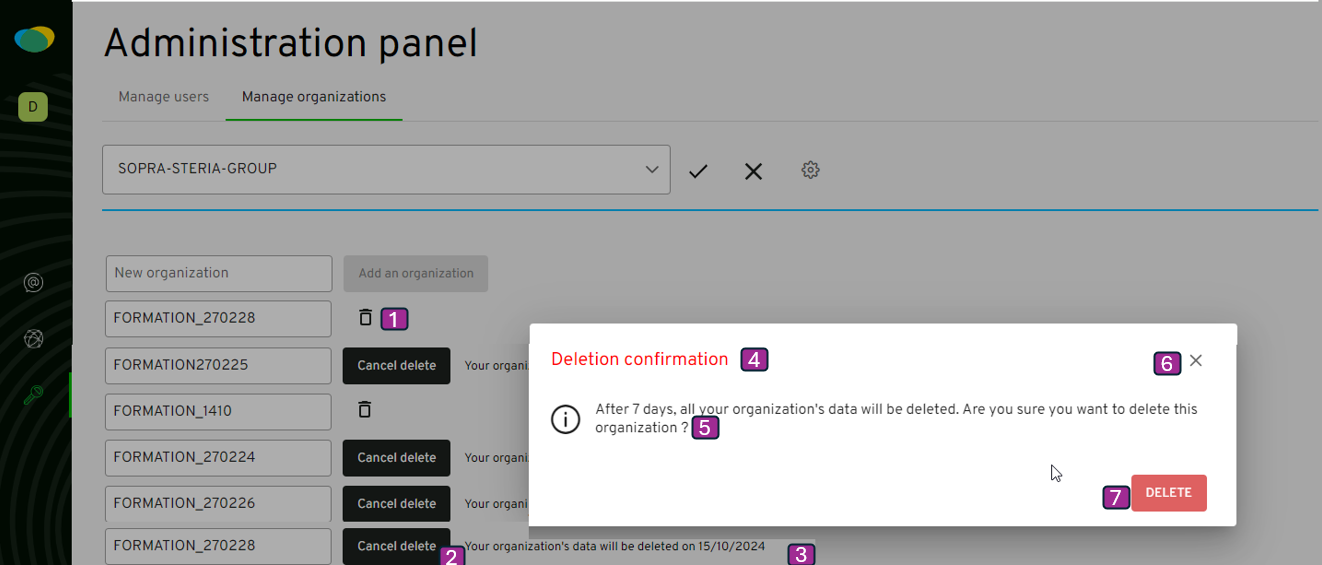 Administration panel
D
Manage users Manage organizations
SOPRA-STERIA-GROUP
New organization Add an organization
FORMATION_270228 1
FORMATION270225 Cancel delete Your organi
FORMATION_1410
FORMATION_270224 Cancel delete Your organi
FORMATION_270226 Cancel delete Your organi
FORMATION_270228 Cancel delete 2 Your organization's data will be deleted on 15/10/2024 3
Deletion confirmation 4 6
After 7 days, all your organization's data will be deleted. Are you sure you want to delete this
organization ? 5
7 DELETE